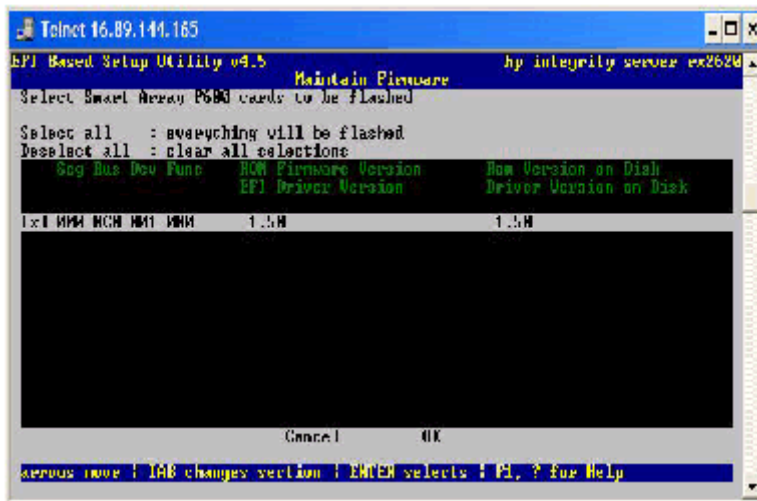 Telnet 16.89.144.165
EFI Based Setup Utility v4.5 hp integrity server rx2620
Maintain Firmware
Select Smart Array P600 cards to be flashed
Select all : everything will be flashed
Deselect all : clear all selections
Seg Bus Dev Func ROM Firmware Version Rom Version on Disk
EFI Driver Version Driver Version on Disk
[x] 1.50 1.50
Cancel OK
arrows move | TAB changes section | ENTER selects | F1, ? for Help